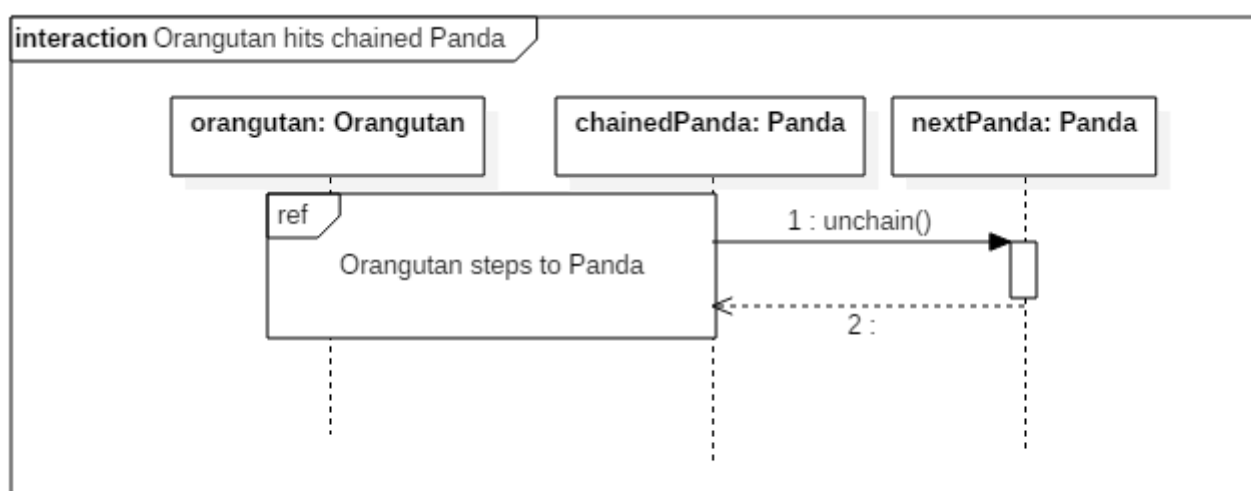 interaction Orangutan hits chained Panda
orangutan: Orangutan
chainedPanda: Panda
nextPanda: Panda
ref
1 : unchain()
Orangutan steps to Panda
2 :